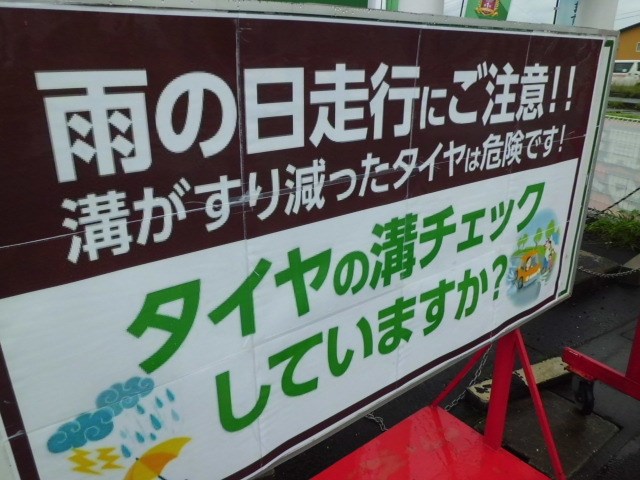 雨の日走行にご注意!!
溝がすり減ったタイヤは危険です!
タイヤの溝チェック
していますか?